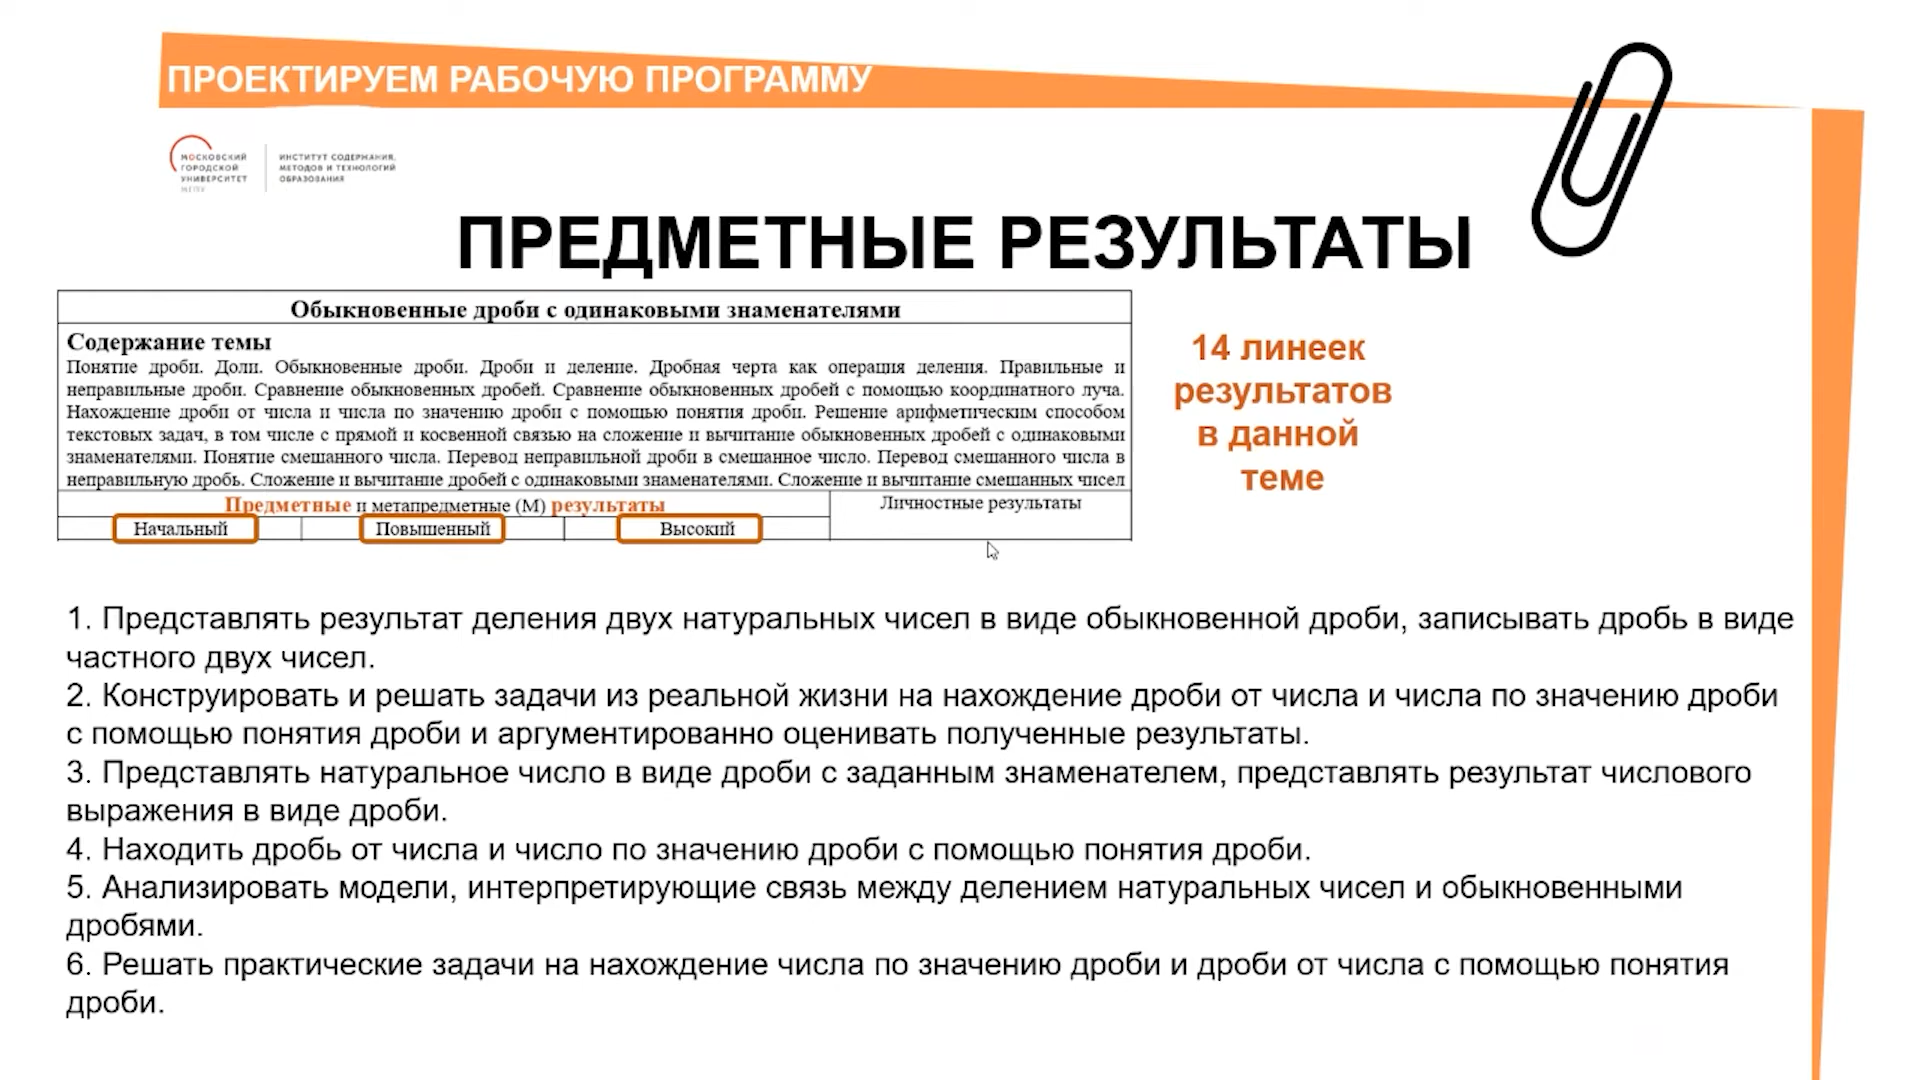 ПРОЕКТИРУЕМ РАБОЧУЮ ПРОГРАММУ
МОСКОВСКИЙ
ГОРОДСКОЙ
УНИВЕРСИТЕТ
МГПУ
ИНСТИТУТ СОДЕРЖАНИЯ,
МЕТОДОВ И ТЕХНОЛОГИЙ
ОБРАЗОВАНИЯ
ПРЕДМЕТНЫЕ РЕЗУЛЬТАТЫ
Обыкновенные дроби с одинаковыми знаменателями
Содержание темы
Понятие дроби. Доли. Обыкновенные дроби. Дроби и деление. Дробная черта как операция деления. Правильные и
неправильные дроби. Сравнение обыкновенных дробей. Сравнение обыкновенных дробей с помощью координатного луча.
Нахождение дроби от числа и числа по значению дроби с помощью понятия дроби. Решение арифметическим способом
текстовых задач, в том числе с прямой и косвенной связью на сложение и вычитание обыкновенных дробей с одинаковыми
знаменателями. Понятие смешанного числа. Перевод неправильной дроби в смешанное число. Перевод смешанного числа в
неправильную дробь. Сложение и вычитание дробей с одинаковыми знаменателями. Сложение и вычитание смешанных чисел
Предметные и метапредметные (М) результаты
Личностные результаты
Начальный
Повышенный
Высокий
14 линеек
результатов
в данной
теме
1. Представлять результат деления двух натуральных чисел в виде обыкновенной дроби, записывать дробь в виде
частного двух чисел.
2. Конструировать и решать задачи из реальной жизни на нахождение дроби от числа и числа по значению дроби
с помощью понятия дроби и аргументированно оценивать полученные результаты.
3. Представлять натуральное число в виде дроби с заданным знаменателем, представлять результат числового
выражения в виде дроби.
4. Находить дробь от числа и число по значению дроби с помощью понятия дроби.
5. Анализировать модели, интерпретирующие связь между делением натуральных чисел и обыкновенными
дробями.
6. Решать практические задачи на нахождение числа по значению дроби и дроби от числа с помощью понятия
дроби.